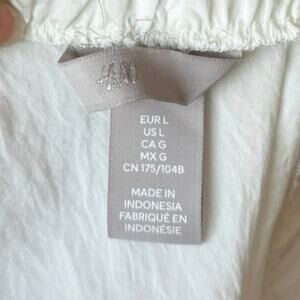 H&M
EUR L
US L
CA G
MX G
CN 175/104B
MADE IN
INDONESIA
FABRIQUÉ EN
INDONÉSIE